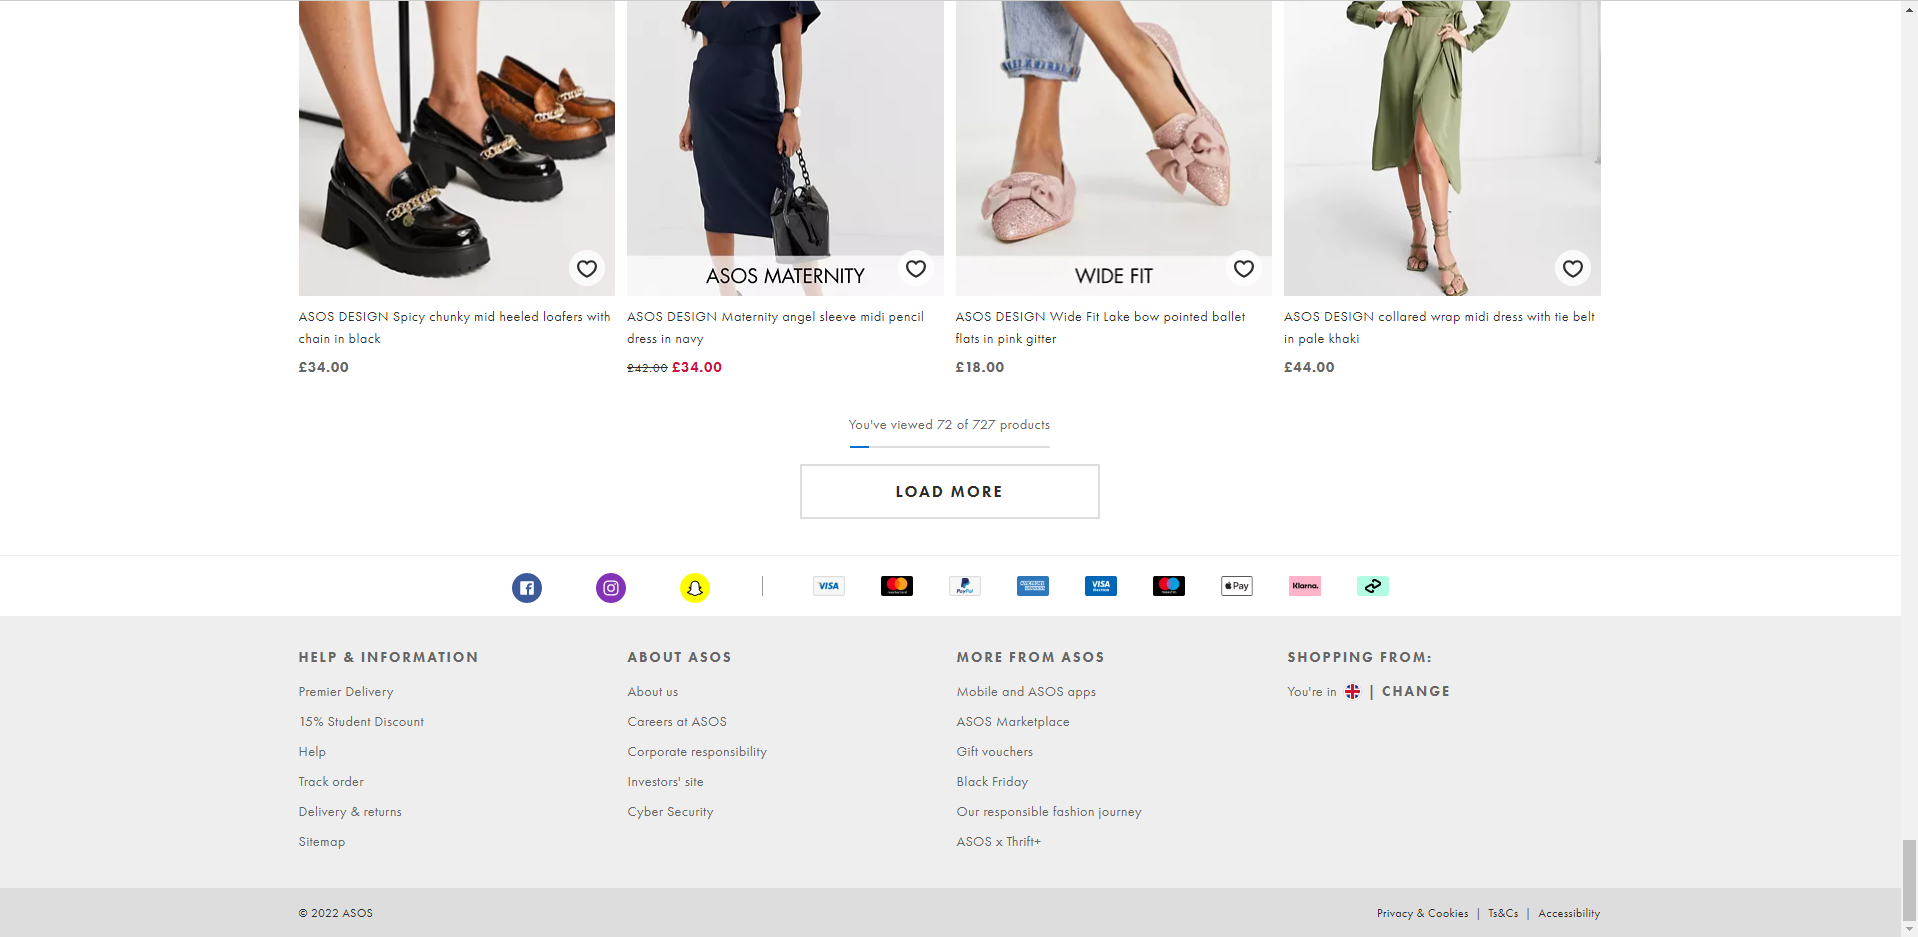 ASOS MATERNITY
WIDE FIT
ASOS DESIGN Spicy chunky mid heeled loafers with
chain in black
£34.00
ASOS DESIGN Maternity angel sleeve midi pencil
dress in navy
£42.00 £34.00
ASOS DESIGN Wide Fit Lake bow pointed ballet
flats in pink gitter
£18.00
ASOS DESIGN collared wrap midi dress with tie belt
in pale khaki
£44.00
You've viewed 72 of 727 products
LOAD MORE
VISA
PayPal
VISA
Pay
Klarna.
HELP & INFORMATION
Premier Delivery
15% Student Discount
Help
Track order
Delivery & returns
Sitemap
ABOUT ASOS
About us
Careers at ASOS
Corporate responsibility
Investors' site
Cyber Security
MORE FROM ASOS
Mobile and ASOS apps
ASOS Marketplace
Gift vouchers
Black Friday
Our responsible fashion journey
ASOS x Thrift+
SHOPPING FROM:
You're in | CHANGE
© 2022 ASOS
Privacy & Cookies | Ts&Cs | Accessibility